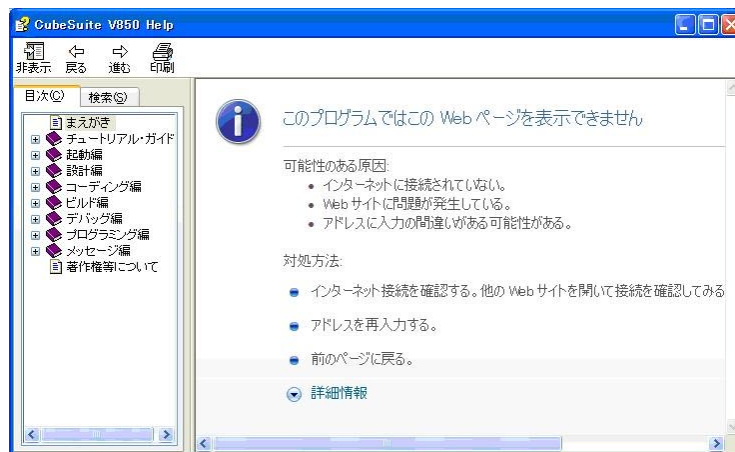 CubeSuite V850 Help
非表示 戻る 進む 印刷
目次(C) 検索(S)
まえがき
チュートリアル・ガイド
起動編
設計編
コーディング編
ビルド編
デバッグ編
プログラミング編
メッセージ編
著作権等について
このプログラムではこの Web ページを表示できません
可能性のある原因:
インターネットに接続されていない。
Web サイトに問題が発生している。
アドレスに入力の間違いがある可能性がある。
対処方法:
インターネット接続を確認する。他の Web サイトを開いて接続を確認してみる
アドレスを再入力する。
前のページに戻る。
詳細情報